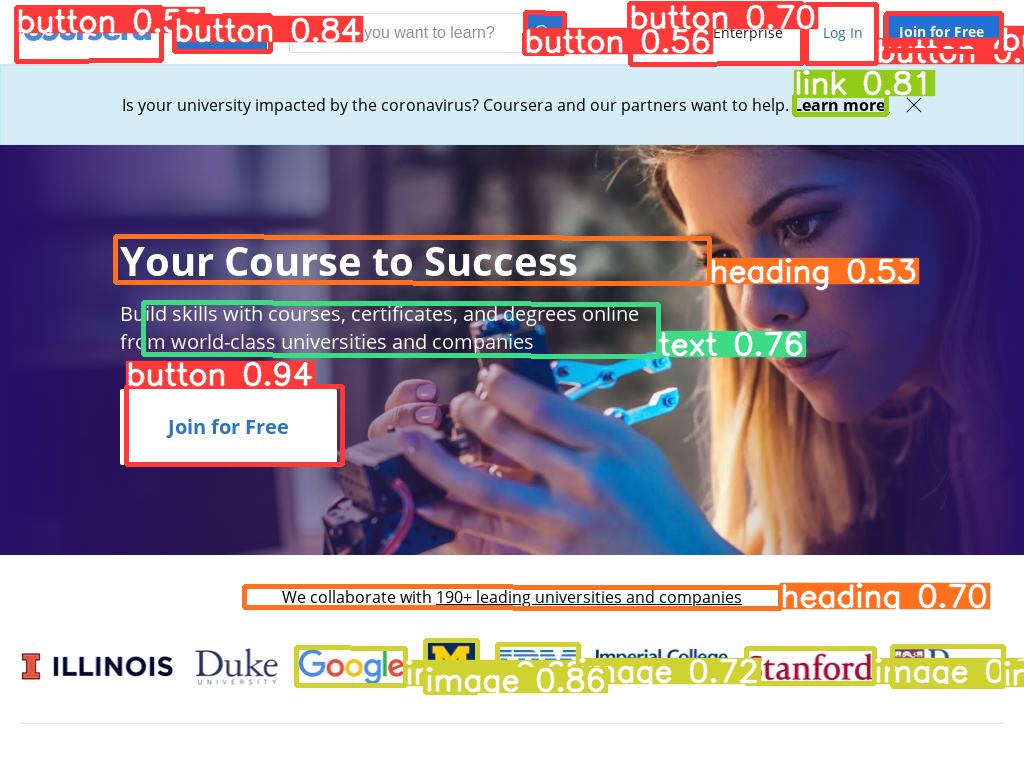 button 0.57
button 0.84
button 0.56
button 0.70
coursera
you want to learn?
Enterprise
Log In
Join for Free
link 0.81
Is your university impacted by the coronavirus? Coursera and our partners want to help. Learn more
heading 0.53
Your Course to Success
Build skills with courses, certificates, and degrees online
from world-class universities and companies
text 0.76
button 0.94
Join for Free
We collaborate with 190+ leading universities and companies
heading 0.70
ILLINOIS
Duke
UNIVERSITY
Google
M
IBM
Imperial College
Stanford
image 0.86
image 0.72